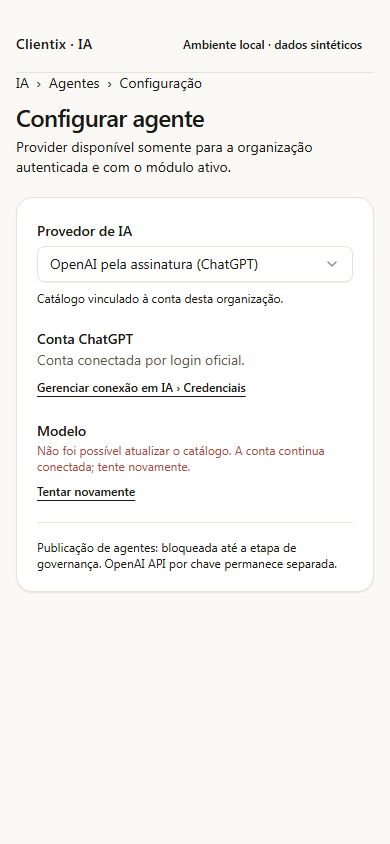 Clientix · IA
Ambiente local · dados sintéticos
IA › Agentes › Configuração
Configurar agente
Provider disponível somente para a organização
autenticada e com o módulo ativo.
Provedor de IA
OpenAI pela assinatura (ChatGPT)
Catálogo vinculado à conta desta organização.
Conta ChatGPT
Conta conectada por login oficial.
Gerenciar conexão em IA › Credenciais
Modelo
Não foi possível atualizar o catálogo. A conta continua
conectada; tente novamente.
Tentar novamente
Publicação de agentes: bloqueada até a etapa de
governança. OpenAI API por chave permanece separada.